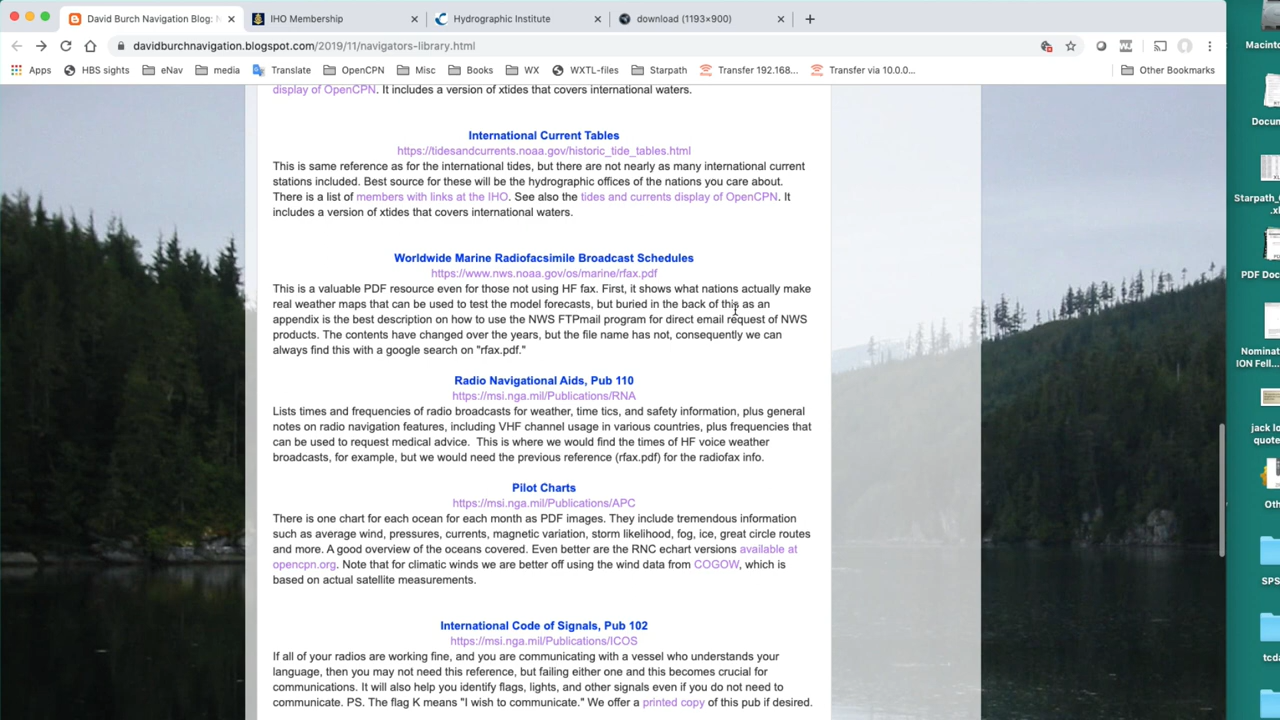 David Burch Navigation Blog: N
IHO Membership
Hydrographic Institute
download (1193×900)
davidburchnavigation.blogspot.com/2019/11/navigators-library.html
Apps
HBS sights
eNav
media
Translate
OpenCPN
Misc
Books
WX
WXTL-files
Starpath
Transfer 192.168...
Transfer via 10.0.0...
Other Bookmarks
display of OpenCPN. It includes a version of xtides that covers international waters.
International Current Tables
https://tidesandcurrents.noaa.gov/historic_tide_tables.html
This is same reference as for the international tides, but there are not nearly as many international current
stations included. Best source for these will be the hydrographic offices of the nations you care about.
There is a list of members with links at the IHO. See also the tides and currents display of OpenCPN. It
includes a version of xtides that covers international waters.
Worldwide Marine Radiofacsimile Broadcast Schedules
https://www.nws.noaa.gov/os/marine/rfax.pdf
This is a valuable PDF resource even for those not using HF fax. First, it shows what nations actually make
real weather maps that can be used to test the model forecasts, but buried in the back of this as an
appendix is the best description on how to use the NWS FTPmail program for direct email request of NWS
products. The contents have changed over the years, but the file name has not, consequently we can
always find this with a google search on "rfax.pdf."
Radio Navigational Aids, Pub 110
https://msi.nga.mil/Publications/RNA
Lists times and frequencies of radio broadcasts for weather, time tics, and safety information, plus general
notes on radio navigation features, including VHF channel usage in various countries, plus frequencies that
can be used to request medical advice. This is where we would find the times of HF voice weather
broadcasts, for example, but we would need the previous reference (rfax.pdf) for the radiofax info.
Pilot Charts
https://msi.nga.mil/Publications/APC
There is one chart for each ocean for each month as PDF images. They include tremendous information
such as average wind, pressures, currents, magnetic variation, storm likelihood, fog, ice, great circle routes
and more. A good overview of the oceans covered. Even better are the RNC echart versions available at
opencpn.org. Note that for climatic winds we are better off using the wind data from COGOW, which is
based on actual satellite measurements.
International Code of Signals, Pub 102
https://msi.nga.mil/Publications/ICOS
If all of your radios are working fine, and you are communicating with a vessel who understands your
language, then you may not need this reference, but failing either one and this becomes crucial for
communications. It will also help you identify flags, lights, and other signals even if you do not need to
communicate. PS. The flag K means "I wish to communicate." We offer a printed copy of this pub if desired.
Macinto
Docum
Starpath_
.xl
PDF Doc
Nominat
ION Fell...
jack lo
quote
Oth
SPS
tcda